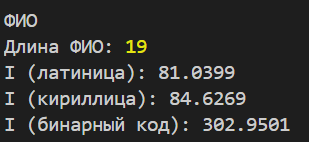 ФИО
Длина ФИО: 19
I (латиница): 81.0399
I (кириллица): 84.6269
I (бинарный код): 302.9501